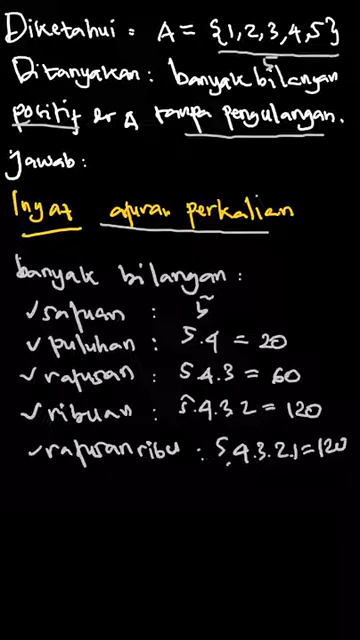 Diketahui = A = {1,2,3,4,5}
Ditanyakan : banyak bilangan
positif er A tanpa pengulangan.
Jawab:
Ingat aturan perkalian
banyak bilangan :
✓satuan : 5
✓puluhan : 5.4 = 20
✓ratusan : 5.4.3 = 60
✓ribuan : 5.4.3.2 = 120
✓ratusan ribu : 5.4.3.2.1=120